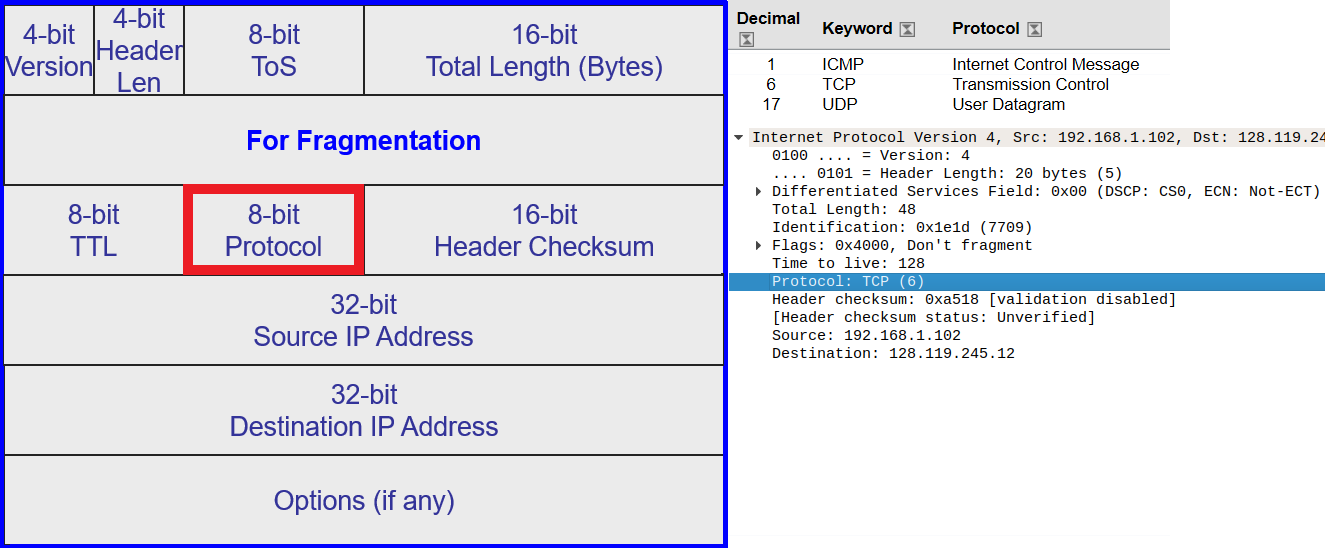 4-bit
Version
4-bit
Header
Len
8-bit
ToS
16-bit
Total Length (Bytes)
For Fragmentation
8-bit
TTL
8-bit
Protocol
16-bit
Header Checksum
32-bit
Source IP Address
32-bit
Destination IP Address
Options (if any)
Decimal Keyword Protocol
1 ICMP Internet Control Message
6 TCP Transmission Control
17 UDP User Datagram
Internet Protocol Version 4, Src: 192.168.1.102, Dst: 128.119.24
0100 .... = Version: 4
.... 0101 = Header Length: 20 bytes (5)
Differentiated Services Field: 0x00 (DSCP: CS0, ECN: Not-ECT)
Total Length: 48
Identification: 0x1e1d (7709)
Flags: 0x4000, Don't fragment
Time to live: 128
Protocol: TCP (6)
Header checksum: 0xa518 [validation disabled]
[Header checksum status: Unverified]
Source: 192.168.1.102
Destination: 128.119.245.12